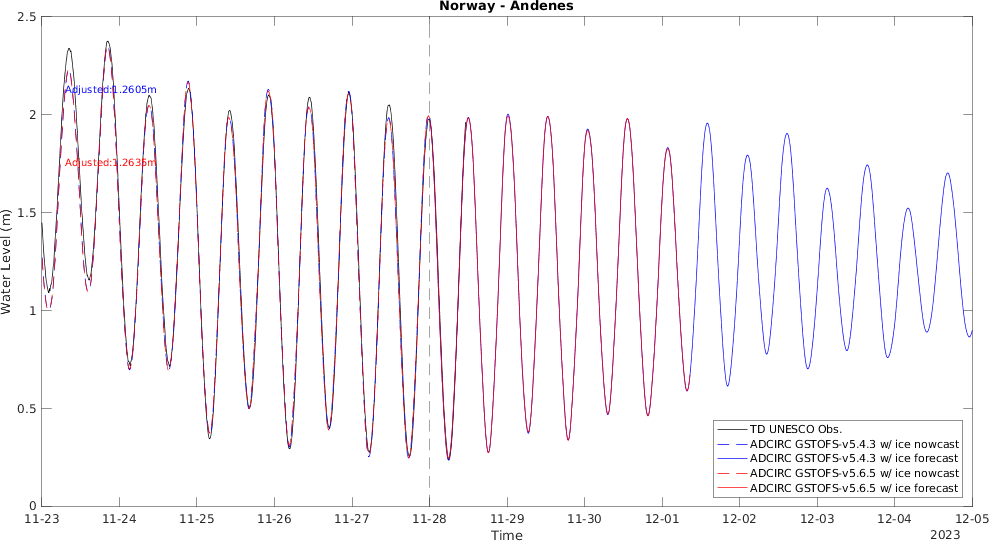 Norway - Andenes
2.5
2
1.5
1
0.5
0
Water Level (m)
Adjusted:1.2605m
Adjusted:1.2635m
TD UNESCO Obs.
ADCIRC GSTOFS-v5.4.3 w/ ice nowcast
ADCIRC GSTOFS-v5.4.3 w/ ice forecast
ADCIRC GSTOFS-v5.6.5 w/ ice nowcast
ADCIRC GSTOFS-v5.6.5 w/ ice forecast
11-23 11-24 11-25 11-26 11-27 11-28 11-29 11-30 12-01 12-02 12-03 12-04 12-05
Time
2023